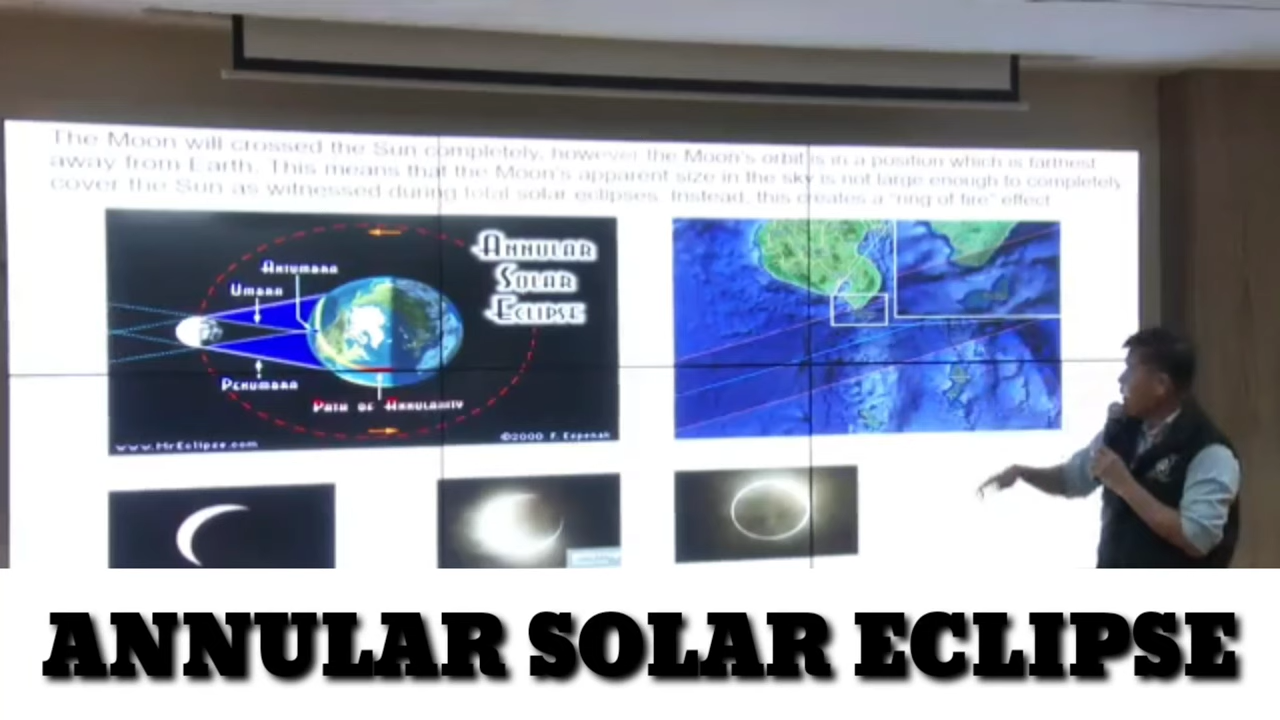 The Moon will crossed the Sun completely, however the Moon's orbit is in a position which is farthest
away from Earth. This means that the Moon's apparent size in the sky is not large enough to completely
cover the Sun as witnessed during total solar eclipses. Instead, this creates a "ring of fire" effect
ANNULAR
SOLAR
ECLIPSE
ANTUMBRA
UMBRA
PENUMBRA
PATH OF ANNULARITY
www.MrEclipse.com
©2000 F. Espenak
ANNULAR SOLAR ECLIPSE